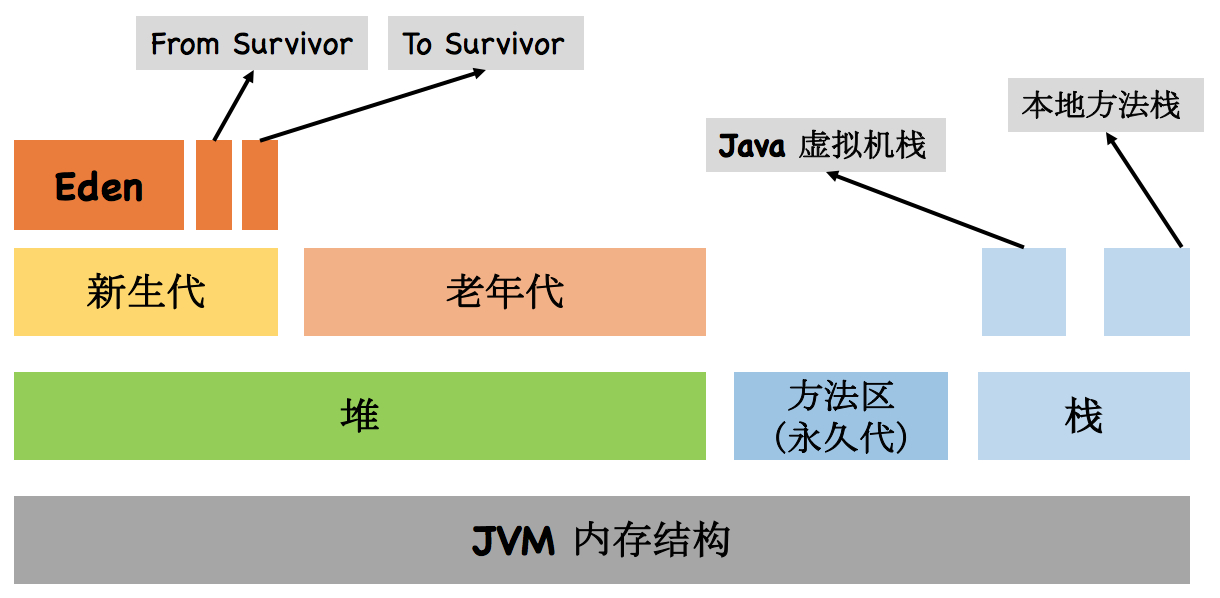 From Survivor
To Survivor
本地方法栈
Java 虚拟机栈
Eden
新生代
老年代
堆
方法区
（永久代）
栈
JVM 内存结构